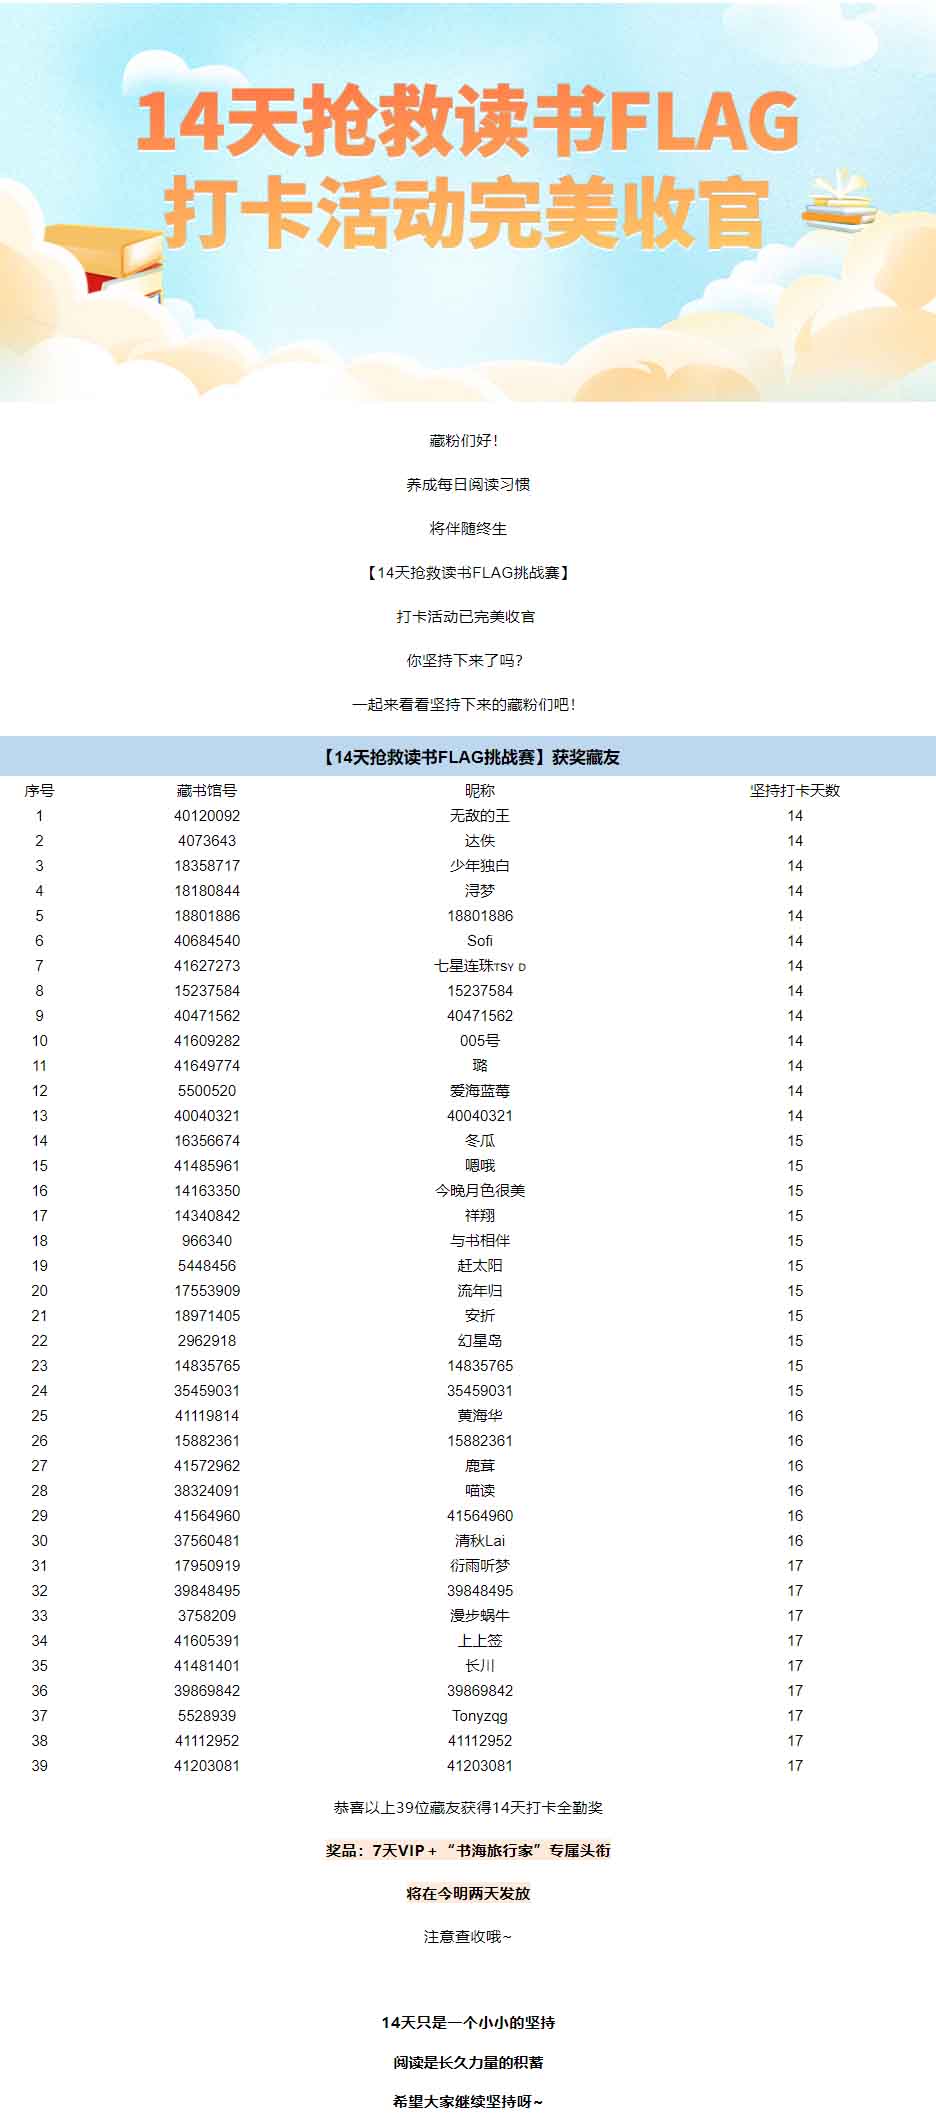 14天抢救读书FLAG
打卡活动完美收官
藏粉们好！
养成每日阅读习惯
将伴随终生
【14天抢救读书FLAG挑战赛】
打卡活动已完美收官
你坚持下来了吗？
一起来看看坚持下来的藏粉们吧！
【14天抢救读书FLAG挑战赛】获奖藏友
序号 藏书馆号 昵称 坚持打卡天数
1 40120092 无敌的王 14
2 4073643 达佚 14
3 18358717 少年独白 14
4 18180844 浔梦 14
5 18801886 18801886 14
6 40684540 Sofi 14
7 41627273 七星连珠TSY D 14
8 15237584 15237584 14
9 40471562 40471562 14
10 41609282 005号 14
11 41649774 璐 14
12 5500520 爱海蓝莓 14
13 40040321 40040321 14
14 16356674 冬瓜 15
15 41485961 嗯哦 15
16 14163350 今晚月色很美 15
17 14340842 祥翔 15
18 966340 与书相伴 15
19 5448456 赶太阳 15
20 17553909 流年归 15
21 18971405 安折 15
22 2962918 幻星岛 15
23 14835765 14835765 15
24 35459031 35459031 15
25 41119814 黄海华 16
26 15882361 15882361 16
27 41572962 鹿茸 16
28 38324091 喵读 16
29 41564960 41564960 16
30 37560481 清秋Lai 16
31 17950919 衍雨听梦 17
32 39848495 39848495 17
33 3758209 漫步蜗牛 17
34 41605391 上上签 17
35 41481401 长川 17
36 39869842 39869842 17
37 5528939 Tonyzqg 17
38 41112952 41112952 17
39 41203081 41203081 17
恭喜以上39位藏友获得14天打卡全勤奖
奖品：7天VIP＋“书海旅行家”专属头衔
将在今明两天发放
注意查收哦~
14天只是一个小小的坚持
阅读是长久力量的积蓄
希望大家继续坚持呀~